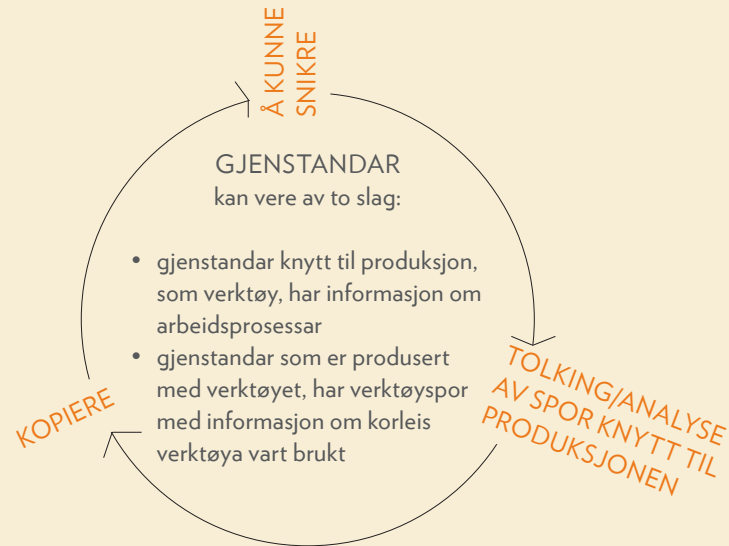 Å KUNNE
SNIKRE
GJENSTANDAR
kan vere av to slag:
• gjenstandar knytt til produksjon,
som verktøy, har informasjon om
arbeidsprosessar
• gjenstandar som er produsert
med verktøyet, har verktøyspor
med informasjon om korleis
verktøya vart brukt
TOLKING/ANALYSE
AV SPOR KNYTT TIL
PRODUKSJONEN
KOPIERE